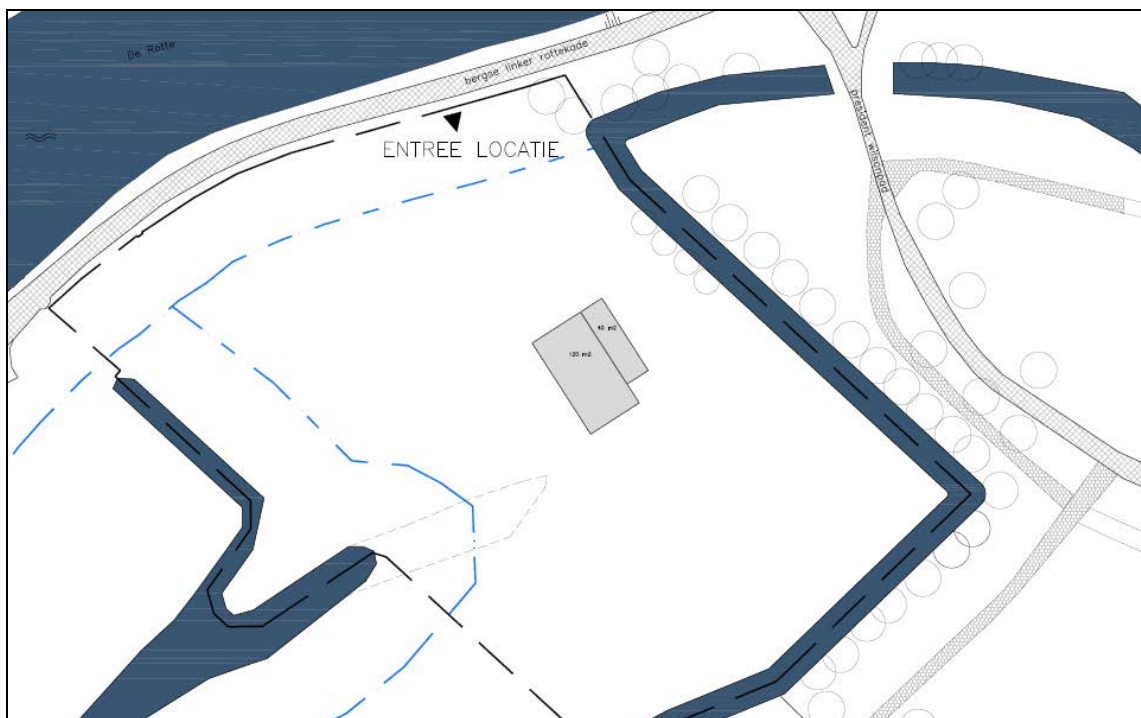 De Rotte
bergse linker rottekade
ENTREE LOCATIE
president wilsonpad
40 m2
120 m2